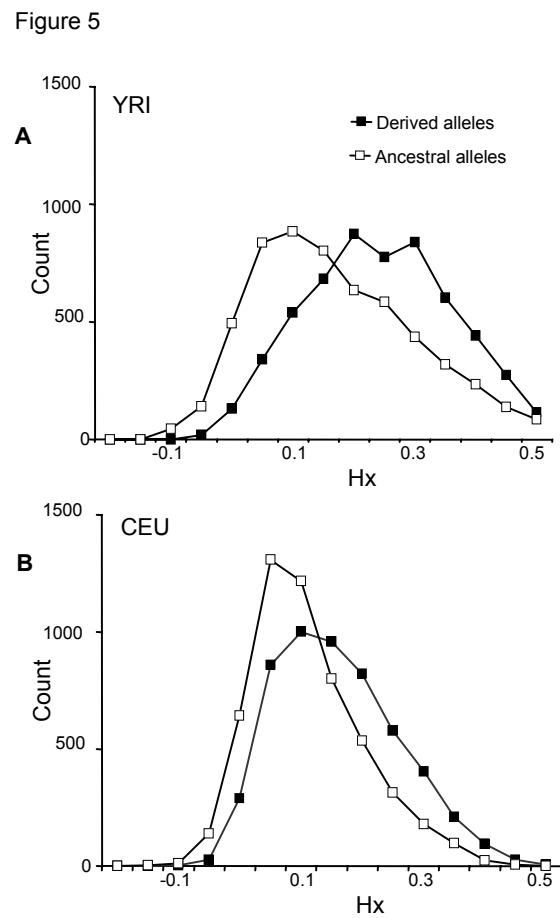 Figure 5
1500
YRI
A
Derived alleles
Ancestral alleles
1000
Count
500
0
-0.1 0.1 0.3 0.5
Hx
1500
CEU
B
1000
Count
500
0
-0.1 0.1 0.3 0.5
Hx